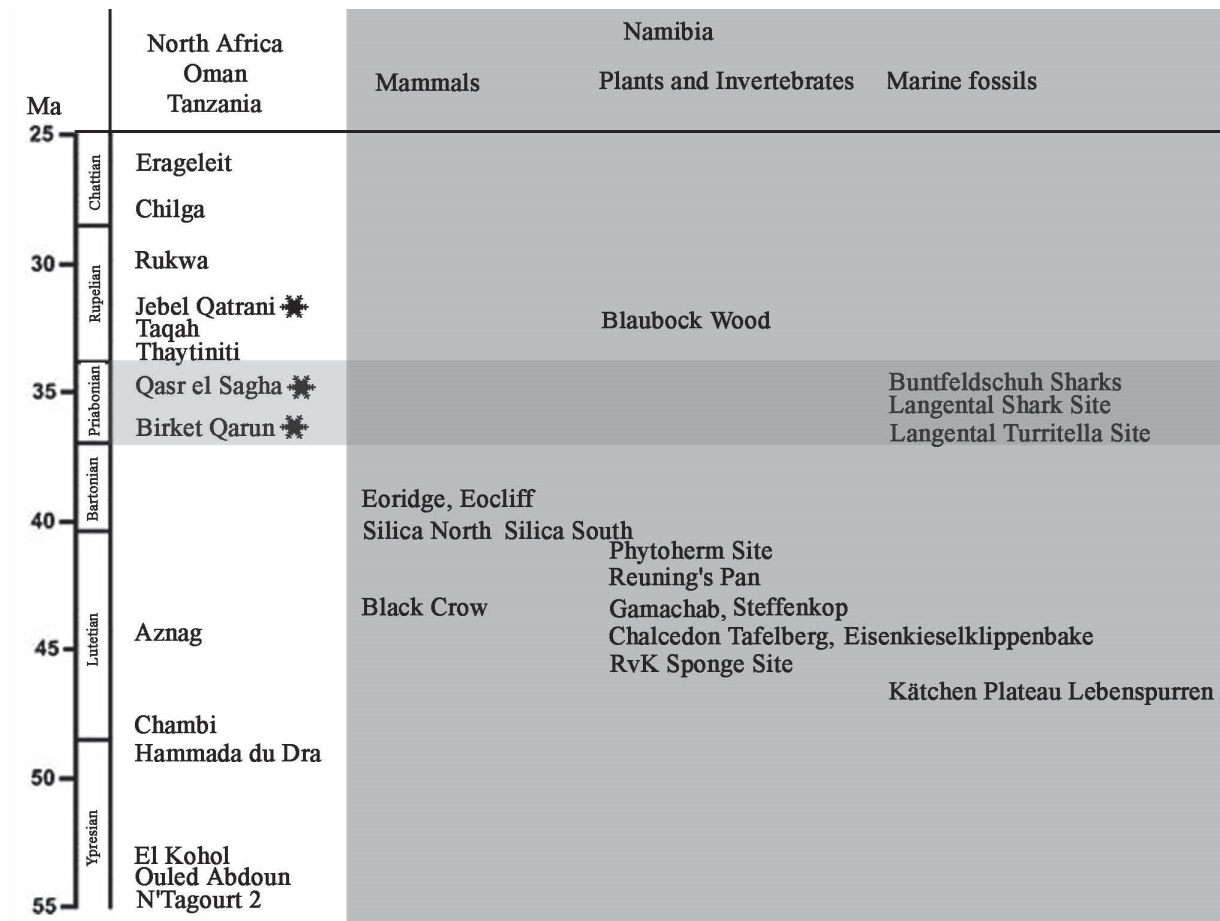 Namibia
North Africa
Oman
Tanzania
Mammals
Plants and Invertebrates
Marine fossils
Ma
25
Chattian
Erageleit
Chilga
30
Rupelian
Rukwa
Jebel Qatrani
Taqah
Thaytiniti
Blaubock Wood
35
Priabonian
Qasr el Sagha
Birket Qarun
Buntfeldschuh Sharks
Langental Shark Site
Langental Turritella Site
Bartonian
Eoridge, Eocliff
40
Silica North Silica South
Phytoherm Site
Reuning's Pan
Lutetian
Black Crow
Gamachab, Steffenkop
Aznag
Chalcedon Tafelberg, Eisenkieselklippenbake
45
RvK Sponge Site
Kätchen Plateau Lebenspurren
Chambi
Hammada du Dra
50
Ypresian
El Kohol
Ouled Abdoun
N'Tagourt 2
55